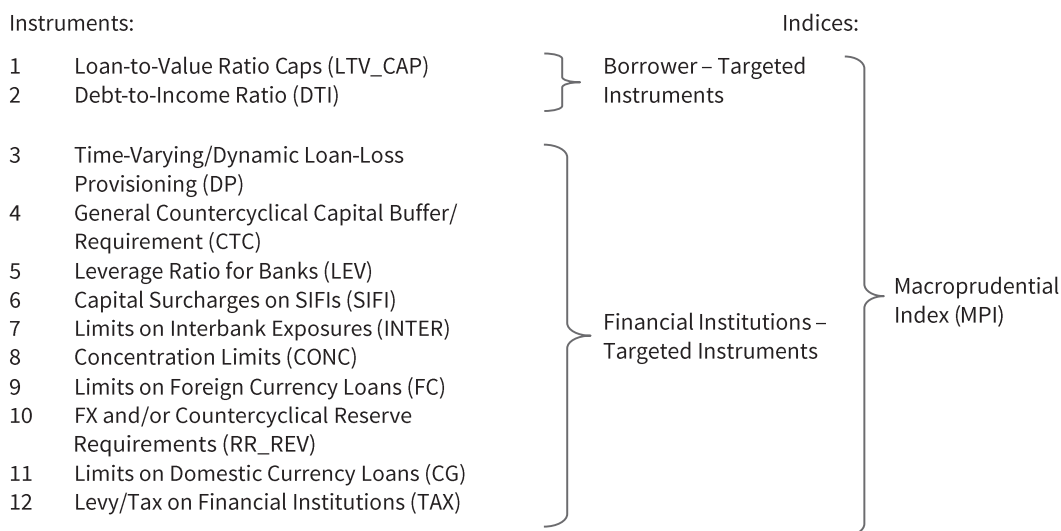 Instruments:
Indices:
1 Loan-to-Value Ratio Caps (LTV_CAP)
2 Debt-to-Income Ratio (DTI)
Borrower – Targeted
Instruments
3 Time-Varying/Dynamic Loan-Loss
Provisioning (DP)
4 General Countercyclical Capital Buffer/
Requirement (CTC)
5 Leverage Ratio for Banks (LEV)
6 Capital Surcharges on SIFIs (SIFI)
7 Limits on Interbank Exposures (INTER)
8 Concentration Limits (CONC)
9 Limits on Foreign Currency Loans (FC)
10 FX and/or Countercyclical Reserve
Requirements (RR_REV)
11 Limits on Domestic Currency Loans (CG)
12 Levy/Tax on Financial Institutions (TAX)
Financial Institutions –
Targeted Instruments
Macroprudential
Index (MPI)